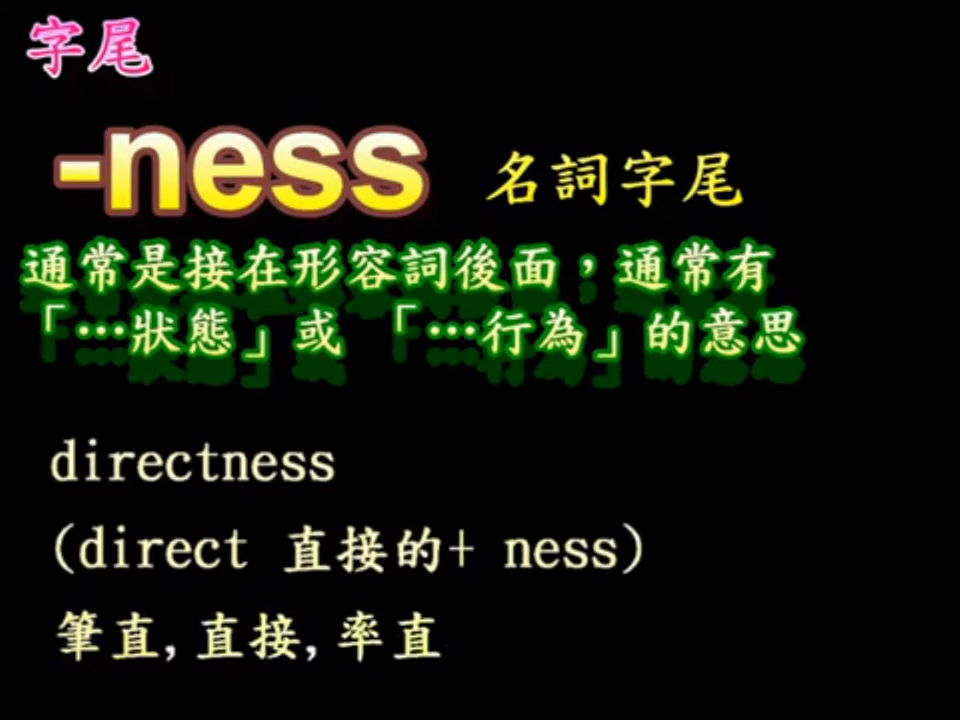 字尾
-ness 名詞字尾
通常是接在形容詞後面，通常有
「…狀態」或 「…行為」的意思
directness
(direct 直接的+ ness)
筆直,直接,率直